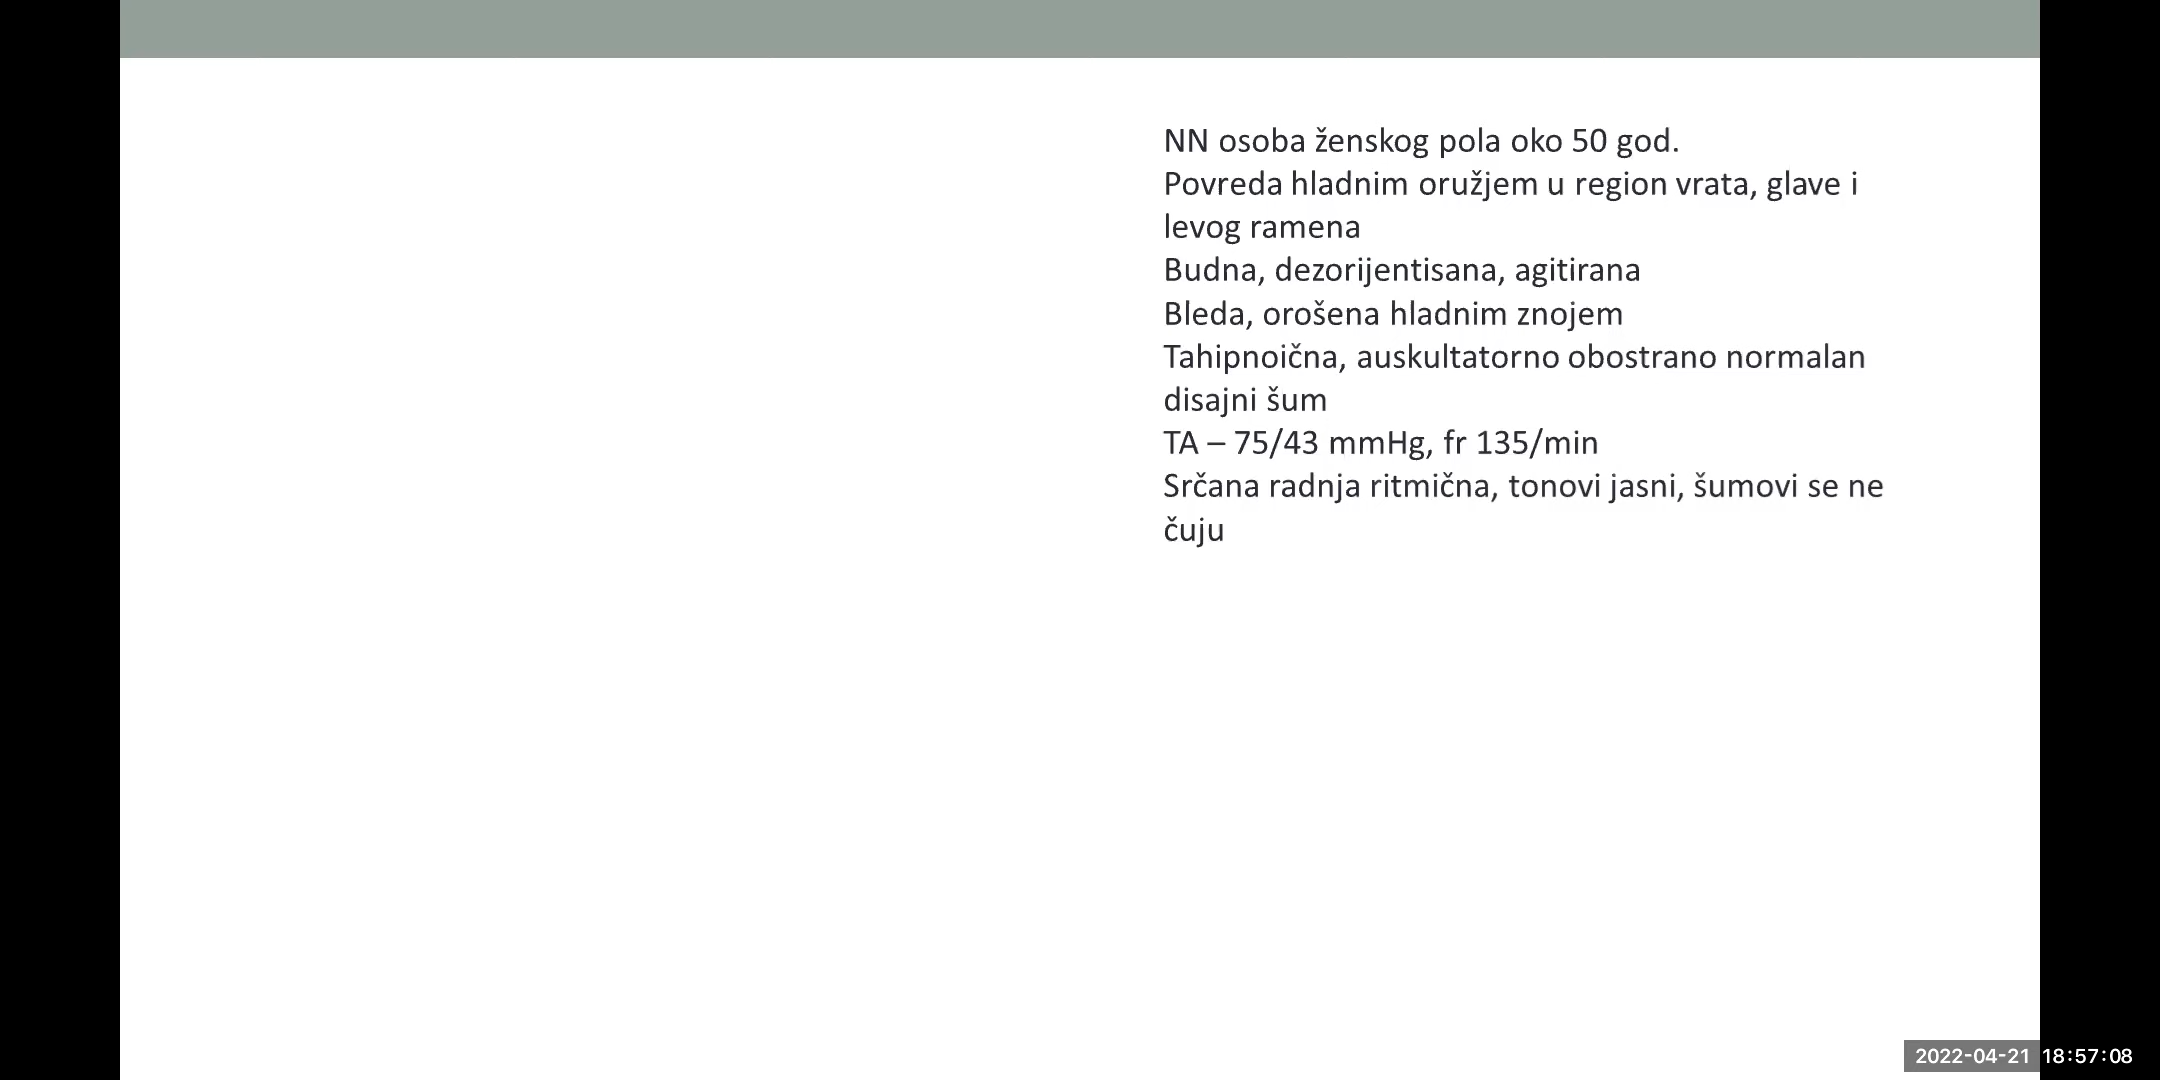 NN osoba ženskog pola oko 50 god.
Povreda hladnim oružjem u region vrata, glave i
levog ramena
Budna, dezorijentisana, agitirana
Bleda, orošena hladnim znojem
Tahipnoična, auskultatorno obostrano normalan
disajni šum
TA – 75/43 mmHg, fr 135/min
Srčana radnja ritmična, tonovi jasni, šumovi se ne
čuju
2022-04-21 18:57:08